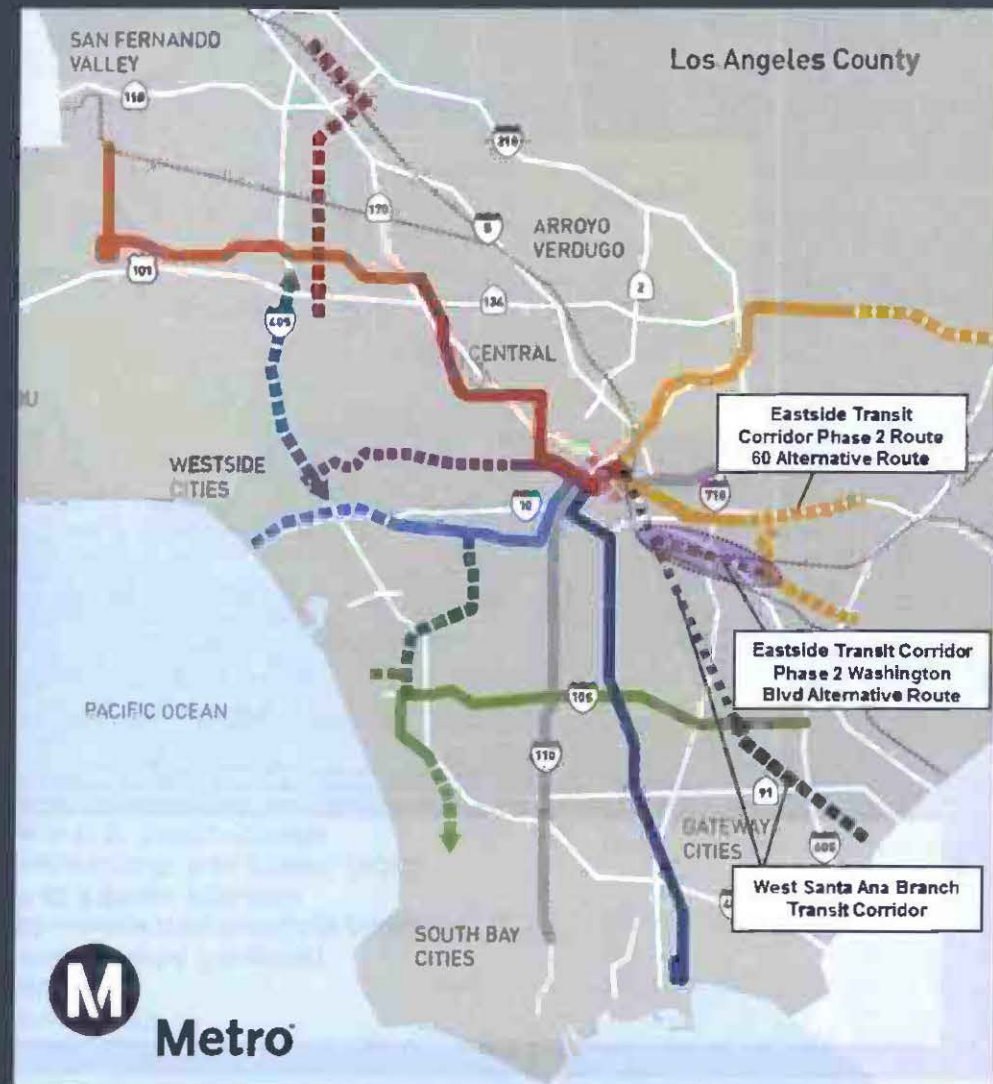 SAN FERNANDO
VALLEY
Los Angeles County
118
210
170
5
ARROYO
VERDUGO
101
2
134
405
CENTRAL
Eastside Transit
Corridor Phase 2 Route
60 Alternative Route
WESTSIDE
CITIES
10
710
Eastside Transit Corridor
Phase 2 Washington
Blvd Alternative Route
PACIFIC OCEAN
105
110
91
GATEWAY
CITIES
605
West Santa Ana Branch
Transit Corridor
SOUTH BAY
CITIES
M
Metro